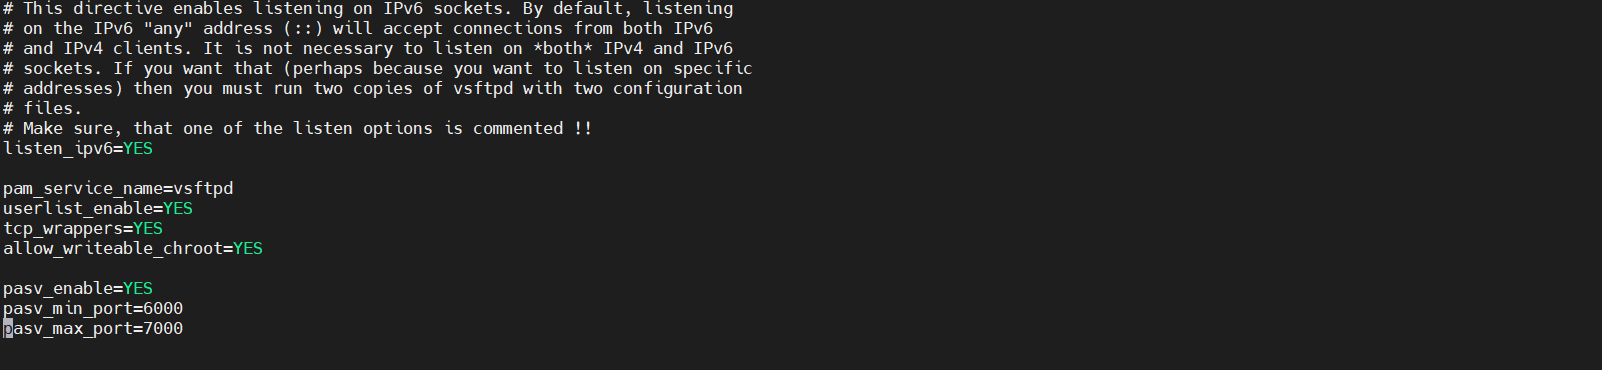 # This directive enables listening on IPv6 sockets. By default, listening
# on the IPv6 "any" address (::) will accept connections from both IPv6
# and IPv4 clients. It is not necessary to listen on *both* IPv4 and IPv6
# sockets. If you want that (perhaps because you want to listen on specific
# addresses) then you must run two copies of vsftpd with two configuration
# files.
# Make sure, that one of the listen options is commented !!
listen_ipv6=YES
pam_service_name=vsftpd
userlist_enable=YES
tcp_wrappers=YES
allow_writeable_chroot=YES
pasv_enable=YES
pasv_min_port=6000
pasv_max_port=7000